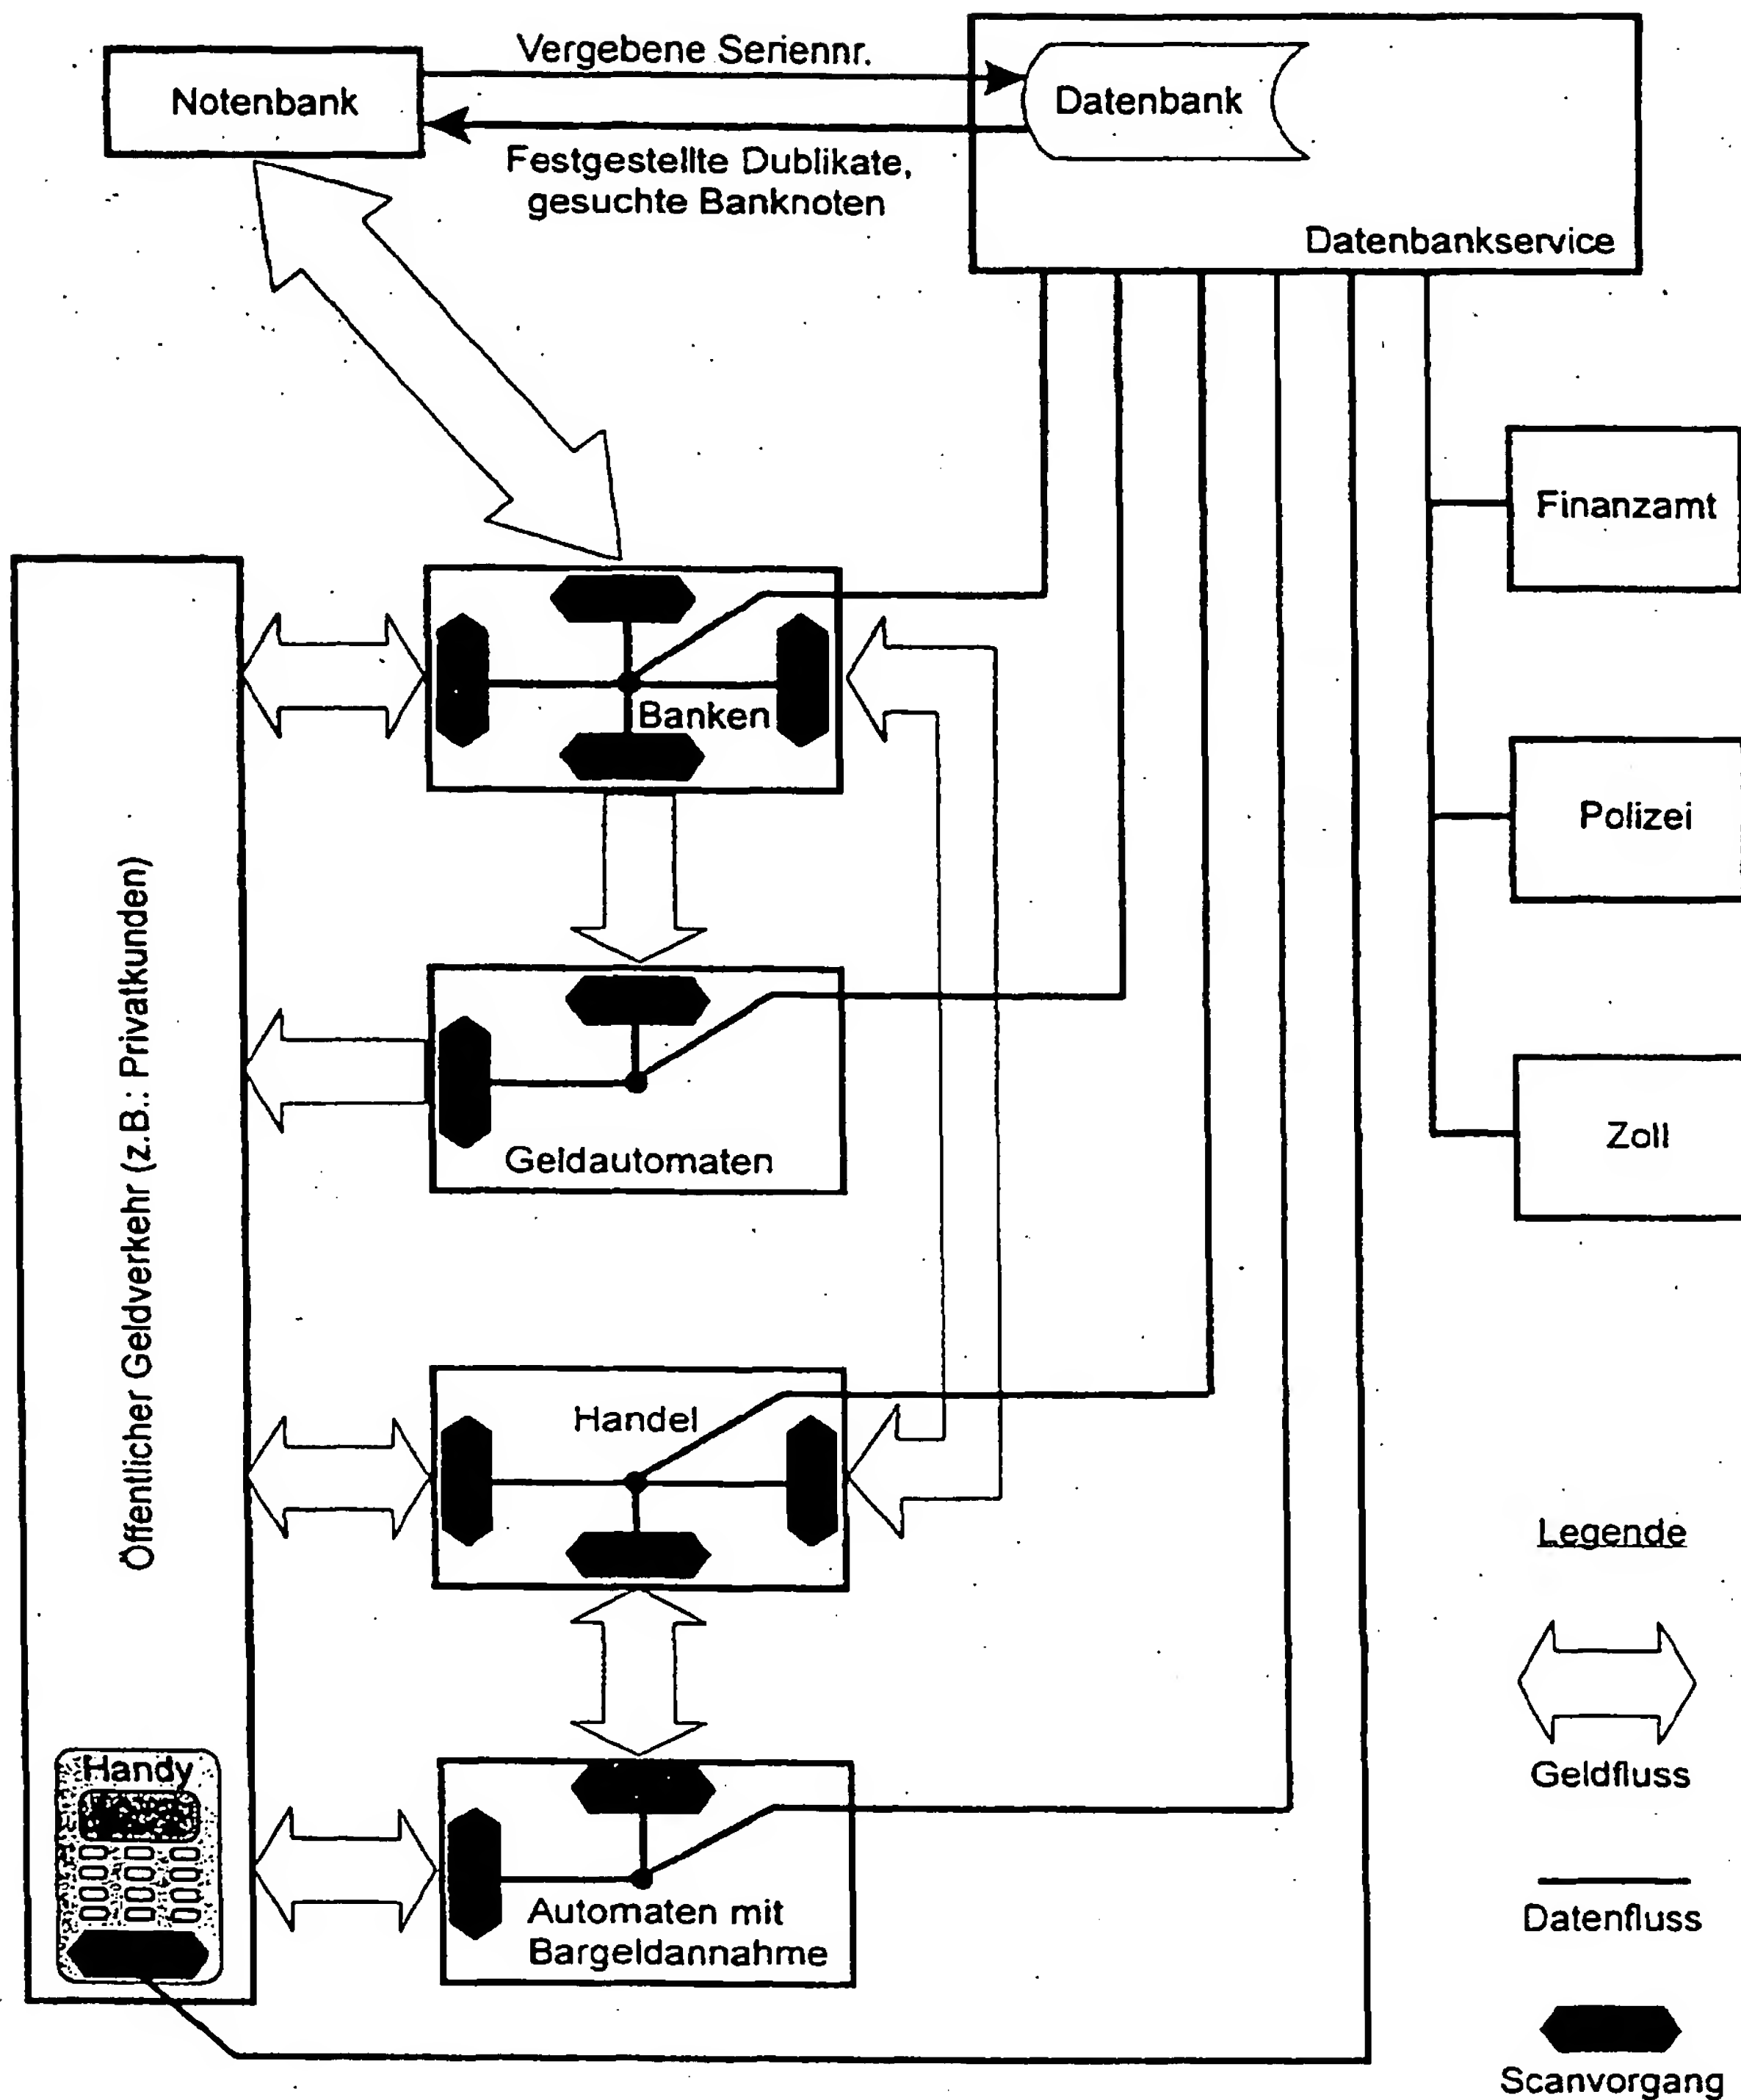 Vergebene Seriennr.
Notenbank
Datenbank
Festgestellte Dublikate,
gesuchte Banknoten
Datenbankservice
Finanzamt
Banken
Polizei
Öffentlicher Geldverkehr (z.B.: Privatkunden)
Zoll
Geldautomaten
Handel
Legende
Geldfluss
Handy
Automaten mit
Bargeldannahme
Datenfluss
Scanvorgang